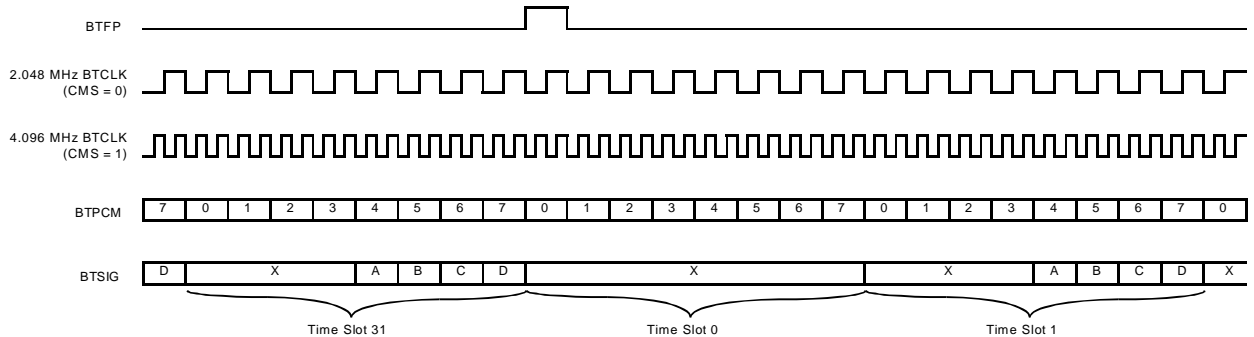 BTFP
2.048 MHz BTCLK
(CMS = 0)
4.096 MHz BTCLK
(CMS = 1)
BTPCM 7 0 1 2 3 4 5 6 7 0 1 2 3 4 5 6 7 0 1 2 3 4 5 6 7 0
BTSIG D X A B C D X X A B C D X
Time Slot 31 Time Slot 0 Time Slot 1